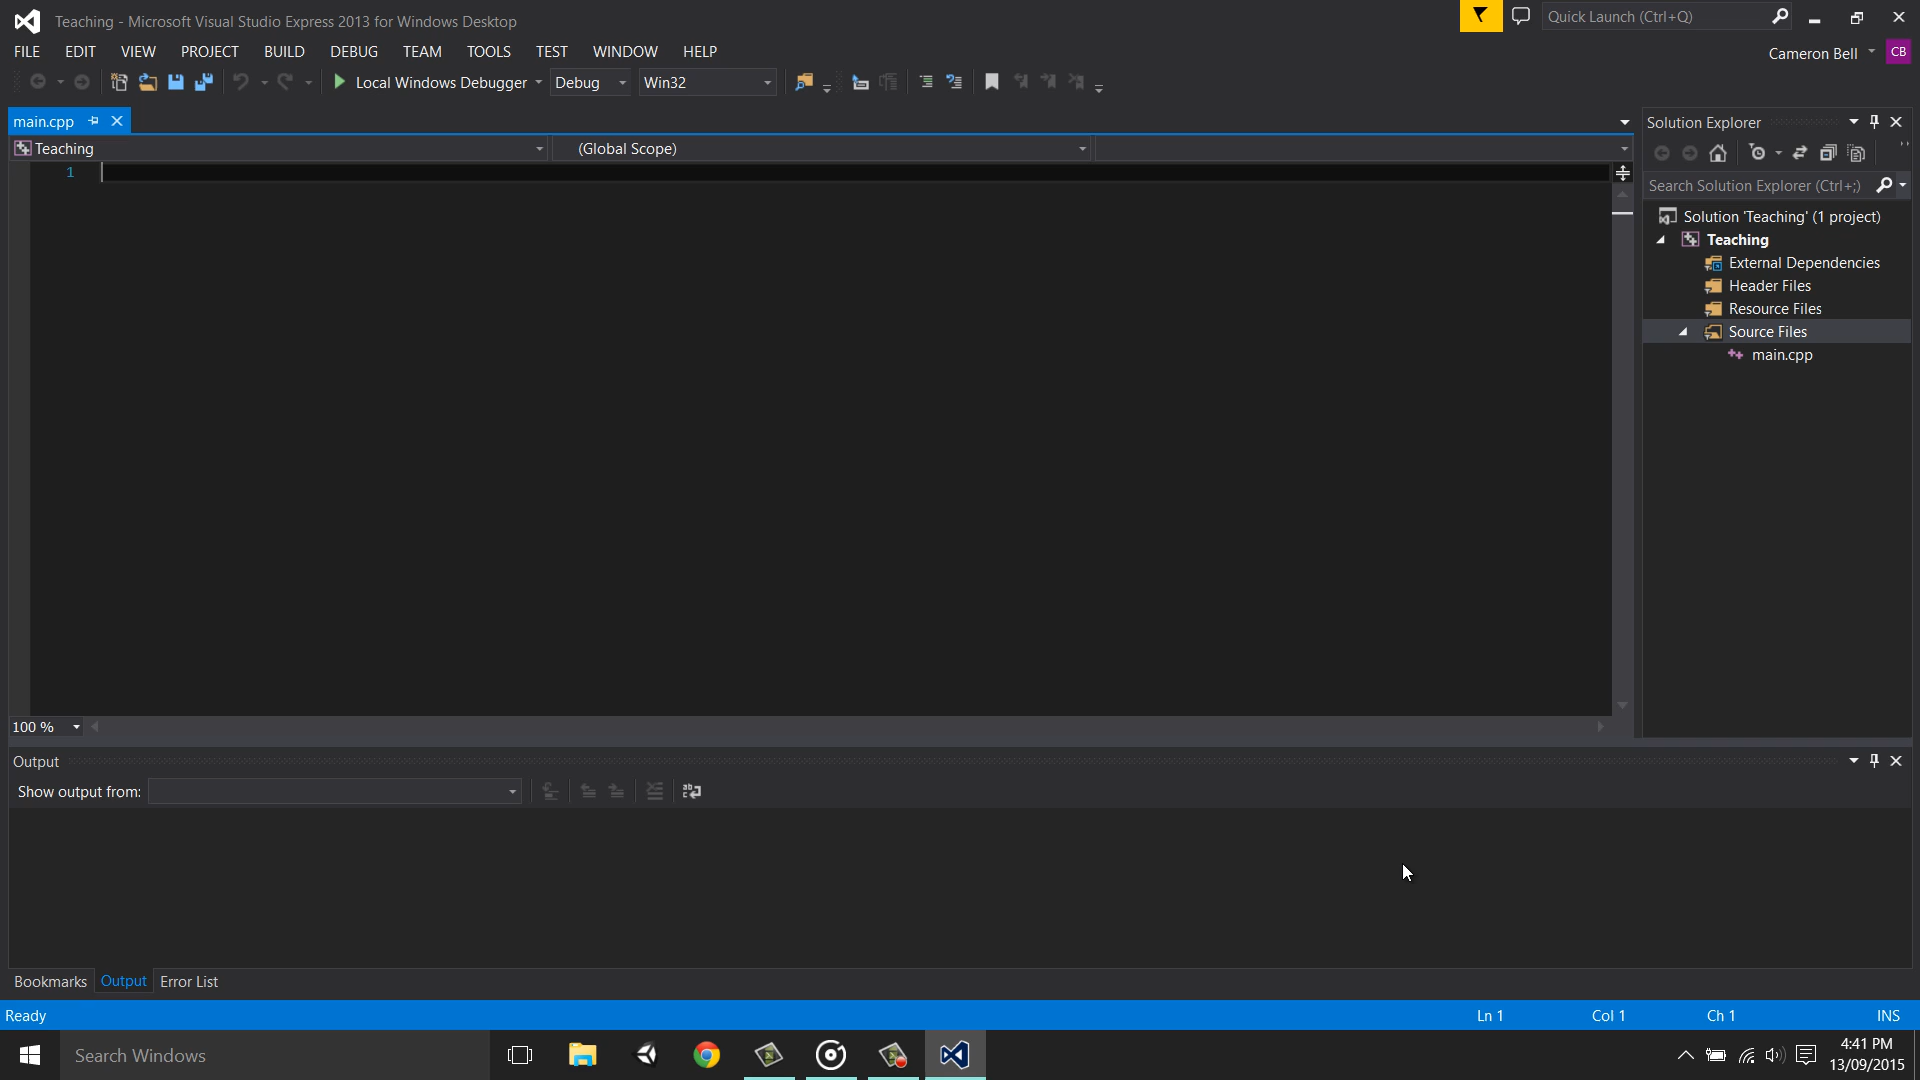 Teaching - Microsoft Visual Studio Express 2013 for Windows Desktop
Quick Launch (Ctrl+Q)
FILE EDIT VIEW PROJECT BUILD DEBUG TEAM TOOLS TEST WINDOW HELP
Cameron Bell CB
Local Windows Debugger Debug Win32
main.cpp
Teaching (Global Scope)
1
Solution Explorer
Search Solution Explorer (Ctrl+;)
Solution 'Teaching' (1 project)
Teaching
External Dependencies
Header Files
Resource Files
Source Files
main.cpp
100 %
Output
Show output from:
Bookmarks Output Error List
Ready Ln 1 Col 1 Ch 1 INS
Search Windows
4:41 PM
13/09/2015